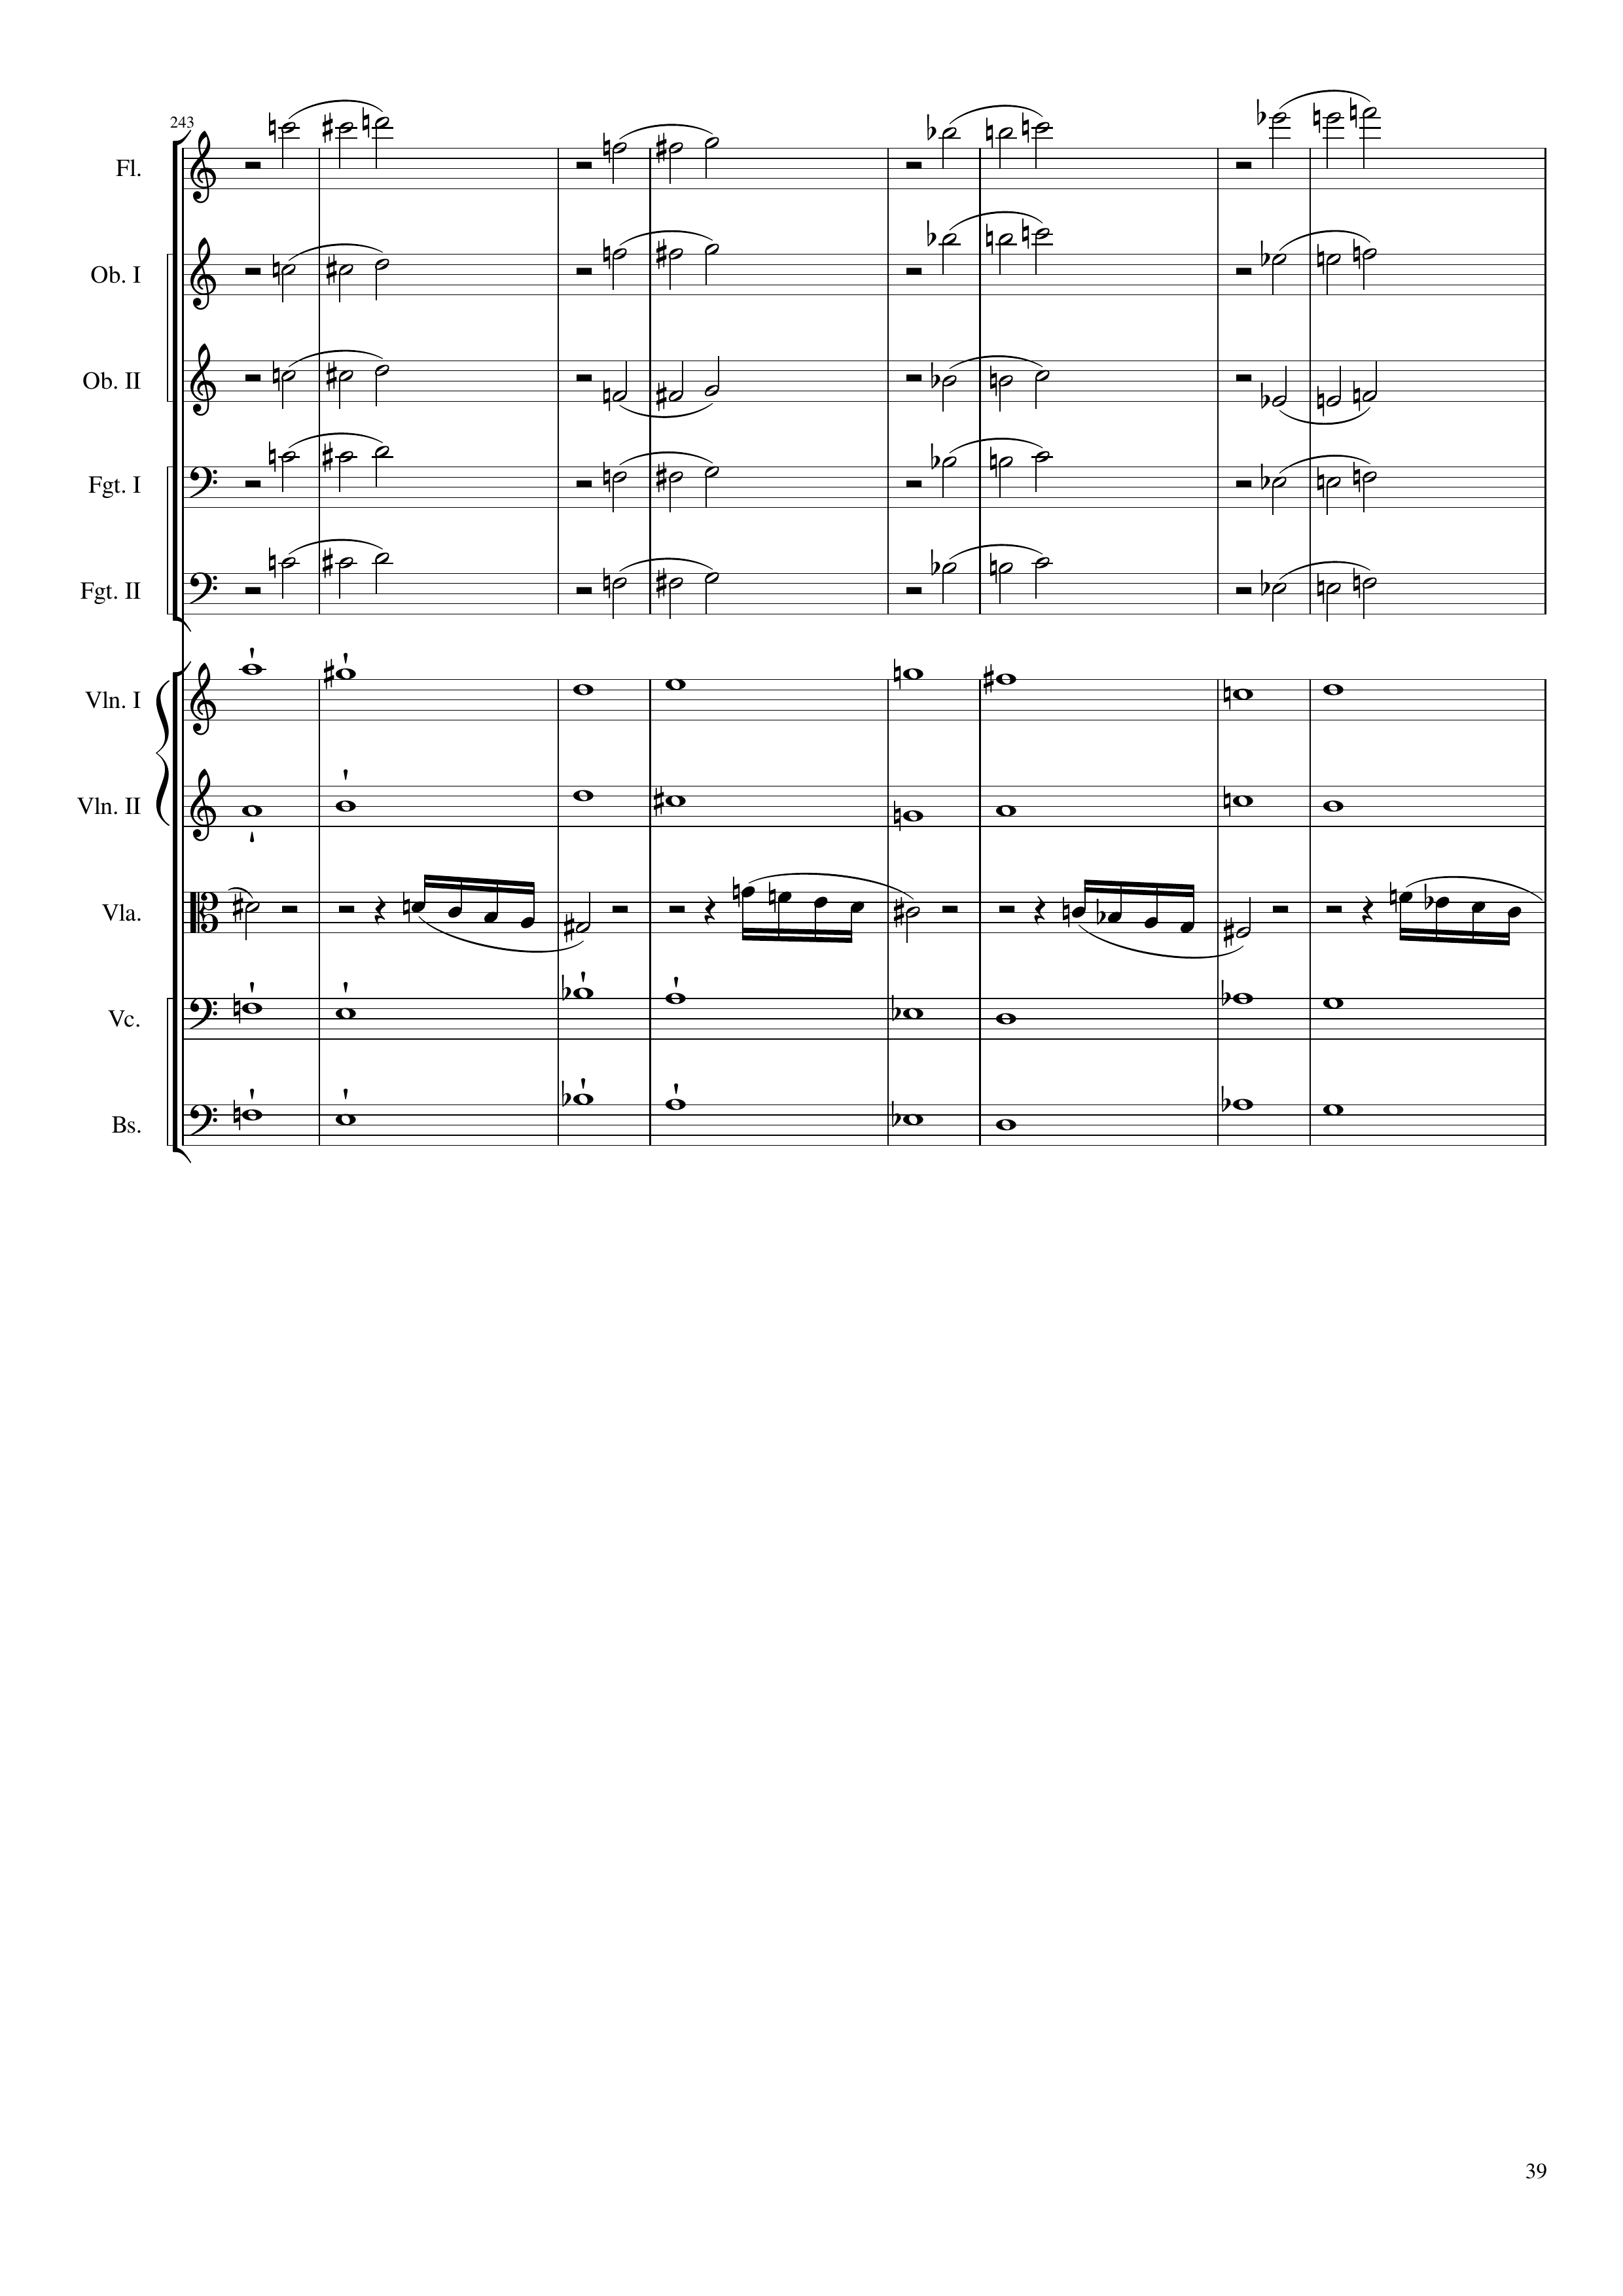 243
Fl.
Ob. I
Ob. II
Fgt. I
Fgt. II
Vln. I
Vln. II
Vla.
Vc.
Bs.
39